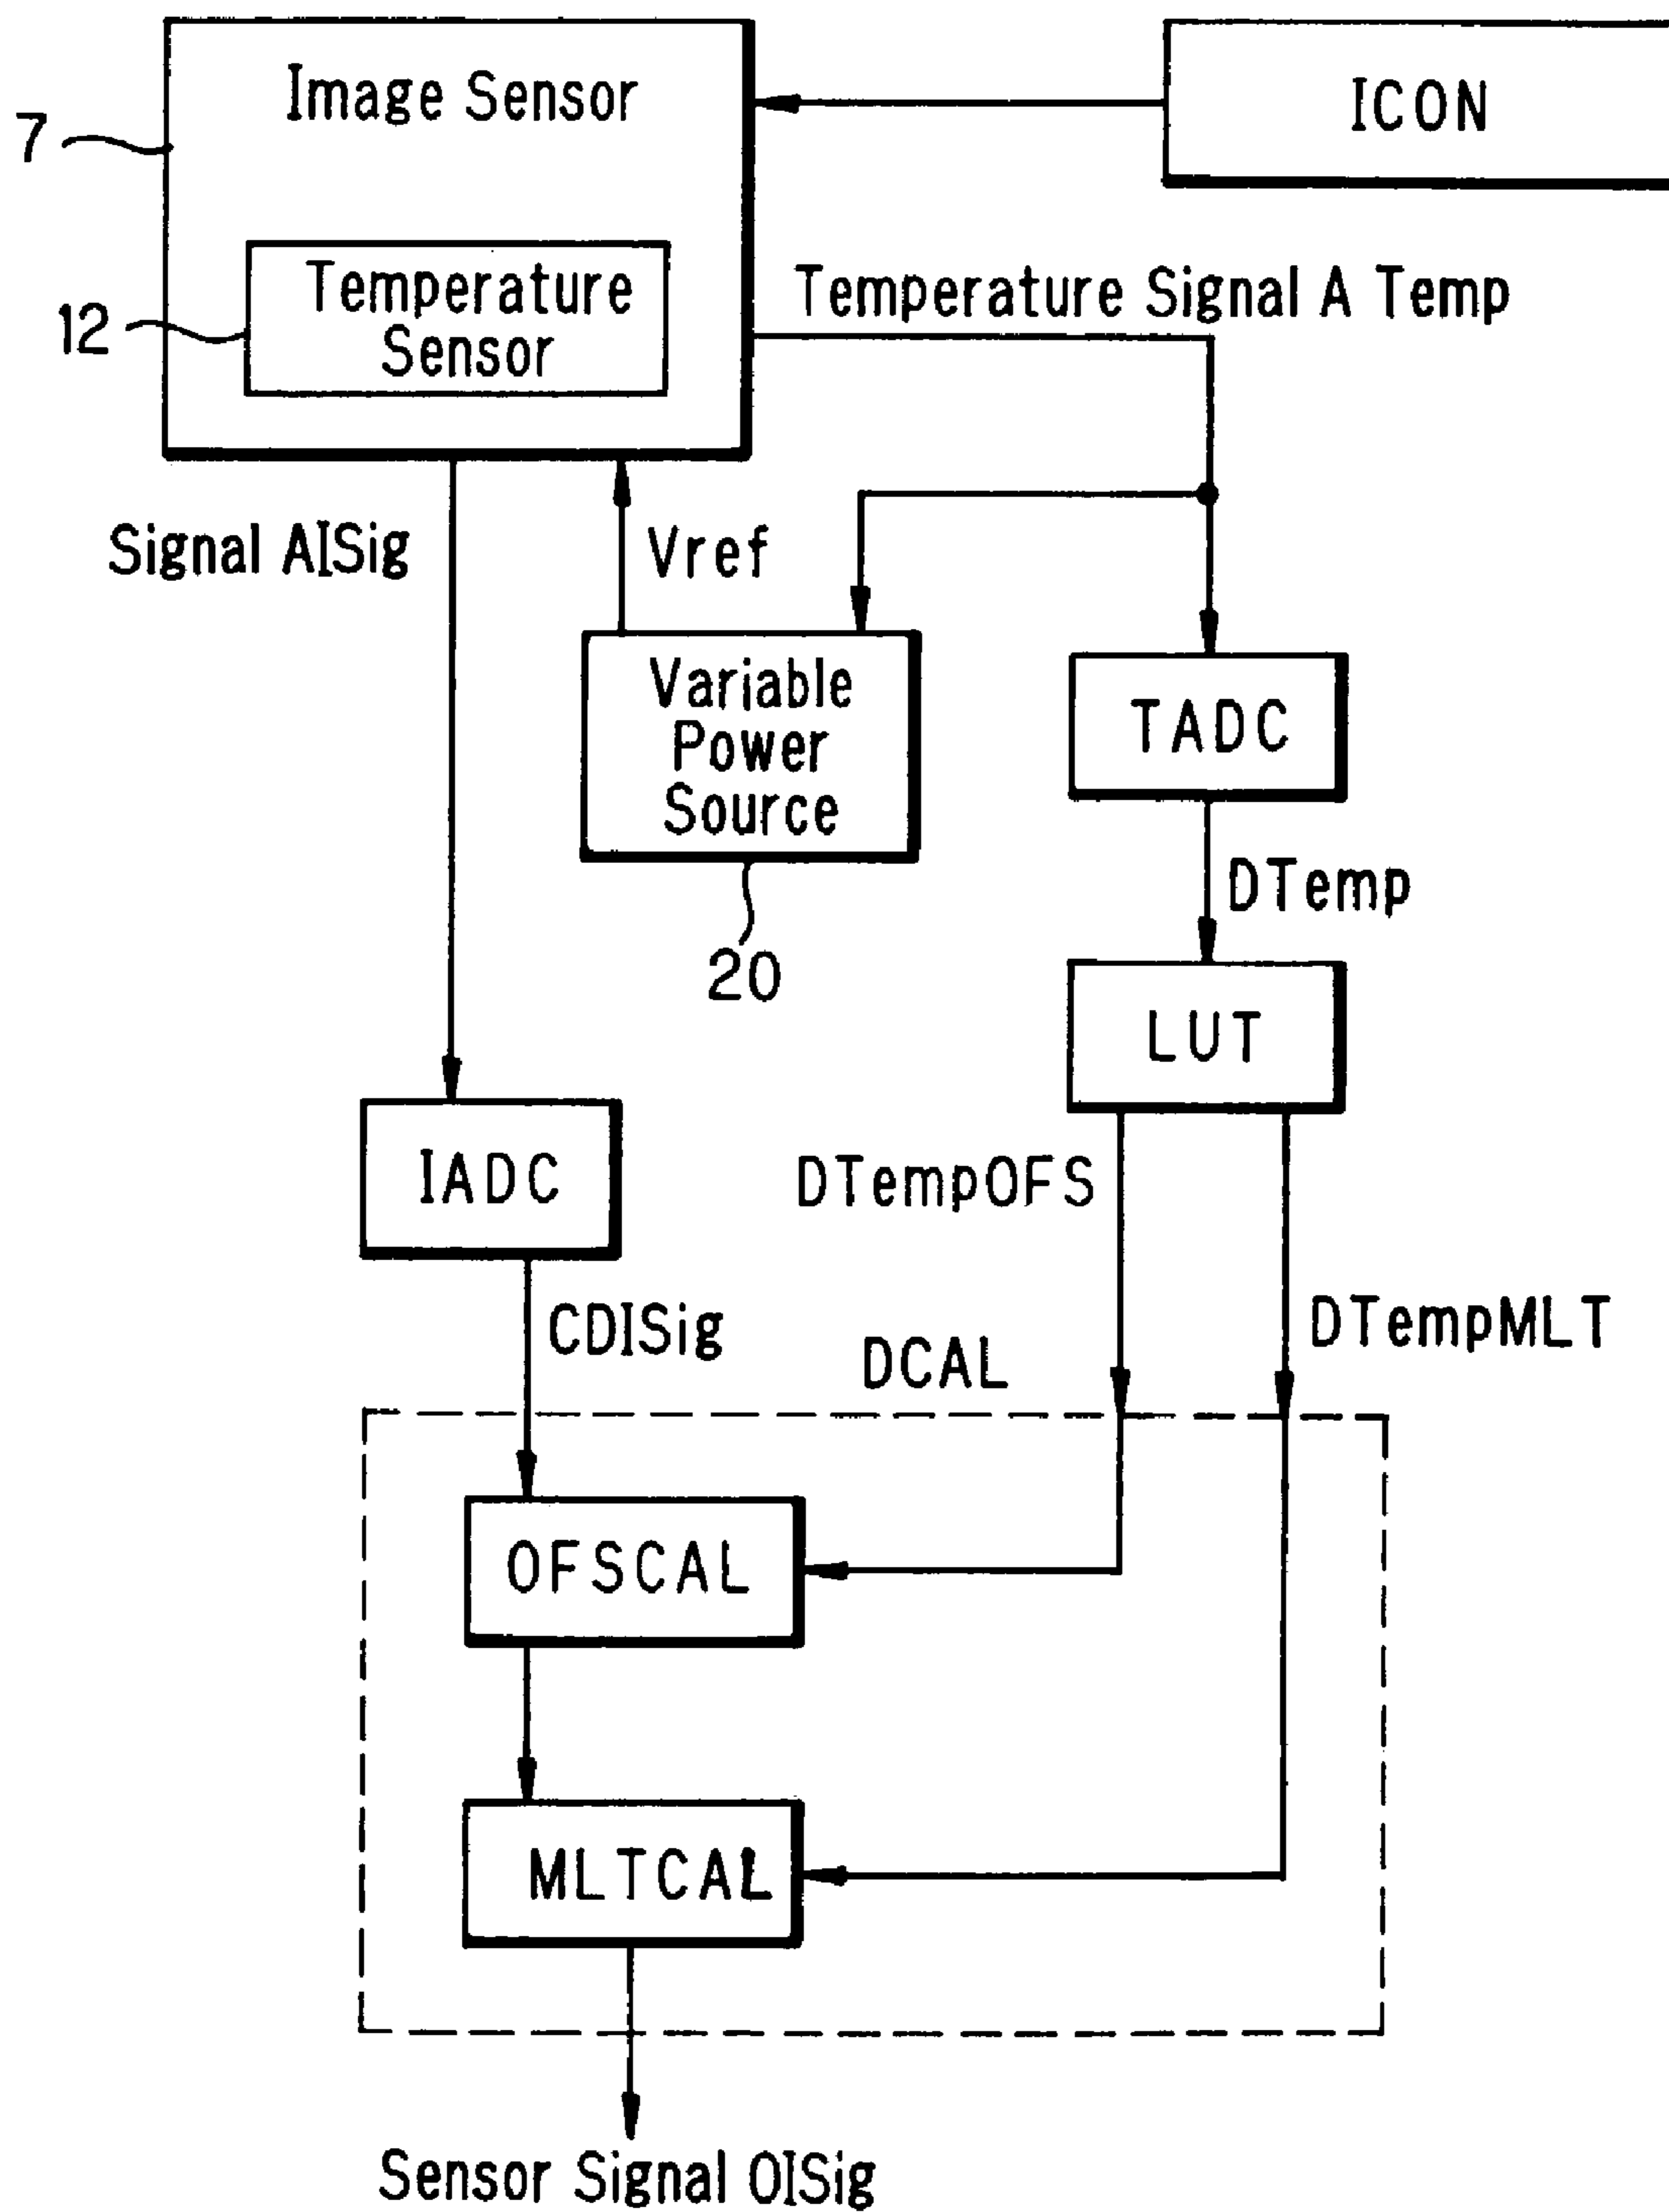 Image Sensor
ICON
7
Temperature
Sensor
12
Temperature Signal A Temp
Signal AISig
Vref
Variable
Power
Source
20
TADC
DTemp
LUT
IADC
DTempOFS
DTempMLT
CDISig
DCAL
OFSCAL
MLTCAL
Sensor Signal OISig